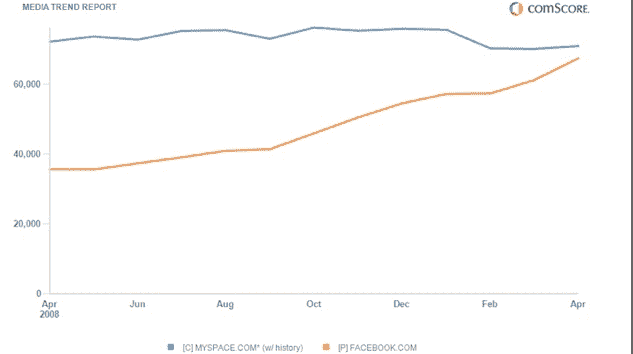 MEDIA TREND REPORT
comScore.
60,000
40,000
20,000
0
Apr Jun Aug Oct Dec Feb Apr
2008
[C] MYSPACE.COM* (w/ history) [P] FACEBOOK.COM